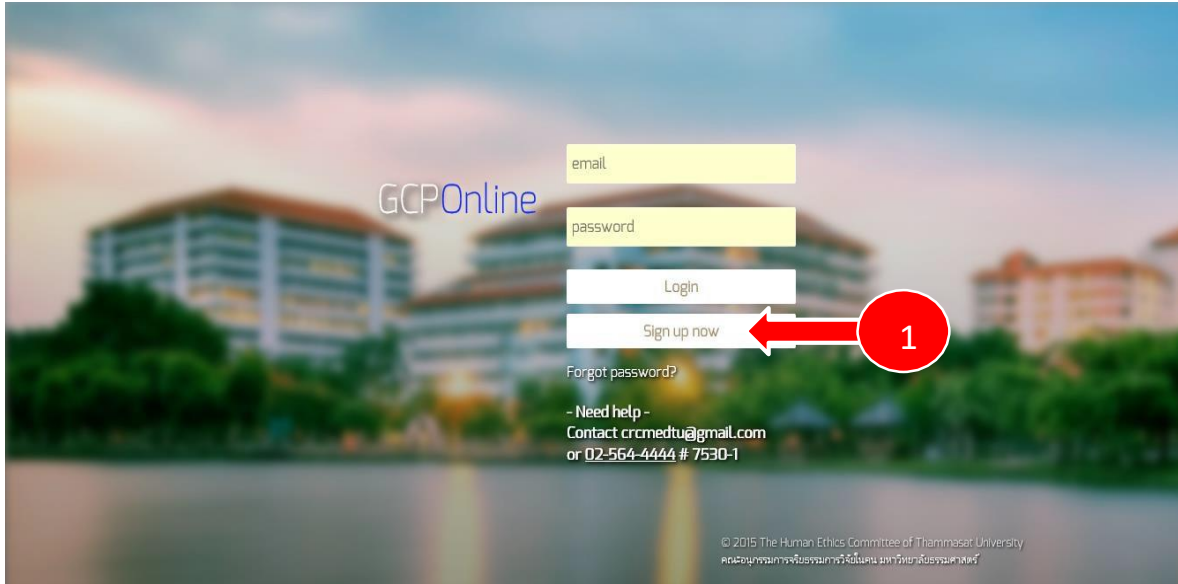 GCPOnline
email
password
Login
Sign up now
1
Forgot password?
- Need help -
Contact crcmedtu@gmail.com
or 02-564-4444 # 7530-1
© 2015 The Human Ethics Committee of Thammasat University
คณะอนุกรรมการจริยธรรมการวิจัยในคน มหาวิทยาลัยธรรมศาสตร์